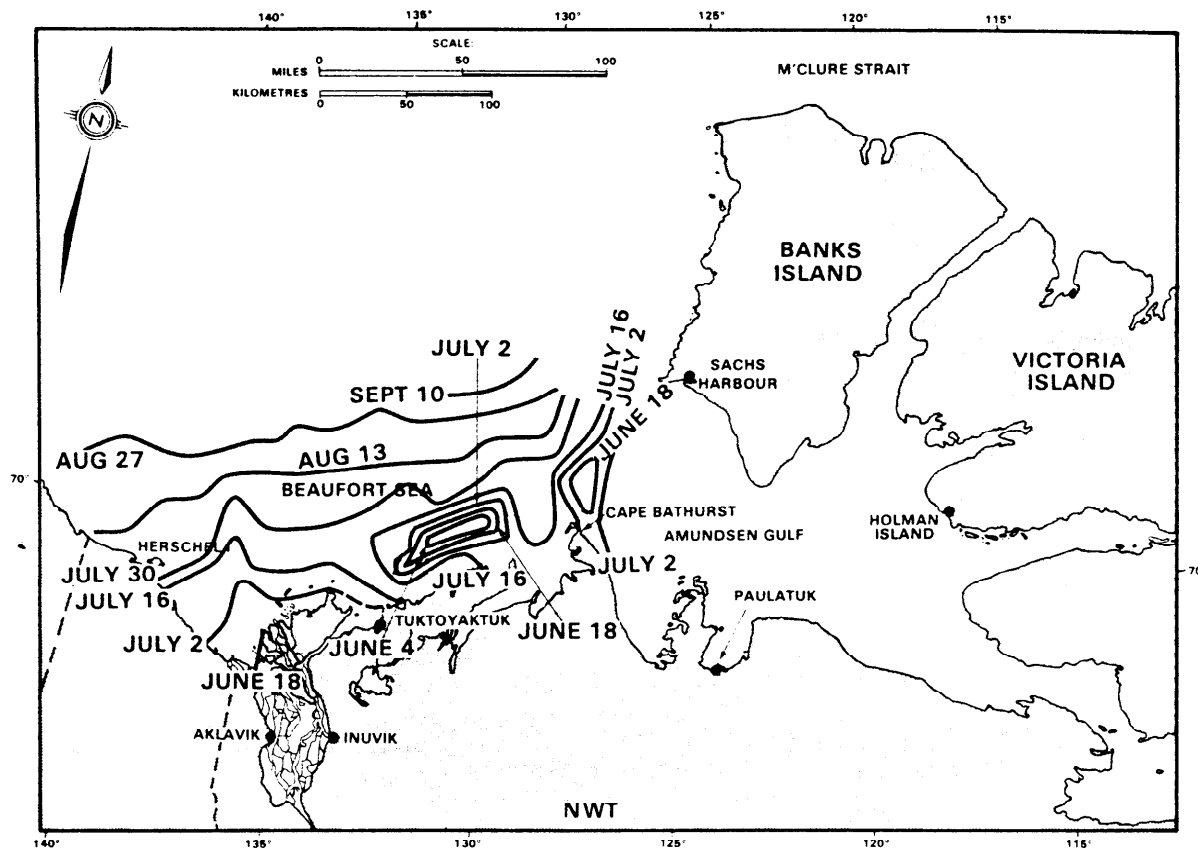 140° 135° 130° 125° 120° 115°
SCALE:
MILES 0 50 100
KILOMETRES 0 50 100
M'CLURE STRAIT
N
BANKS
ISLAND
VICTORIA
ISLAND
JULY 16
JULY 2
JULY 2
SACHS
HARBOUR
SEPT 10
JUNE 18
AUG 27
AUG 13
70°
BEAUFORT SEA
CAPE BATHURST
HOLMAN
ISLAND
AMUNDSEN GULF
HERSCHEL I
JULY 30
JULY 16
JULY 16
JULY 2
70
PAULATUK
TUKTOYAKTUK
JUNE 18
JULY 2
JUNE 4
JUNE 18
AKLAVIK
INUVIK
NWT
140° 135° 130° 125° 120° 115°